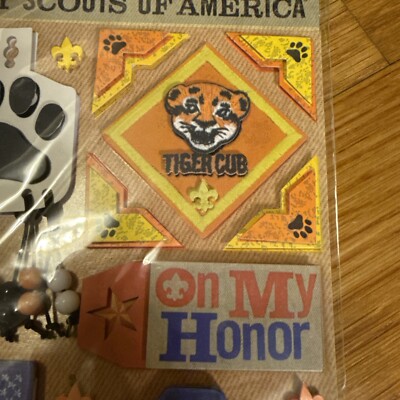 SCOUTS OF AMERICA
TIGER CUB
On My
Honor